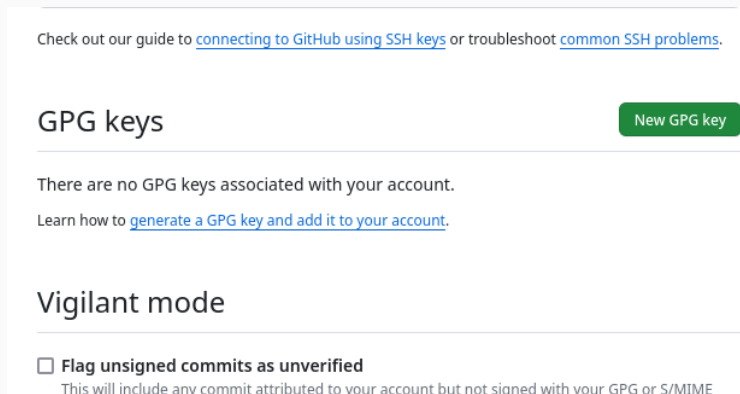 Check out our guide to connecting to GitHub using SSH keys or troubleshoot common SSH problems.
GPG keys
New GPG key
There are no GPG keys associated with your account.
Learn how to generate a GPG key and add it to your account.
Vigilant mode
Flag unsigned commits as unverified
This will include any commit attributed to your account but not signed with your GPG or S/MIME